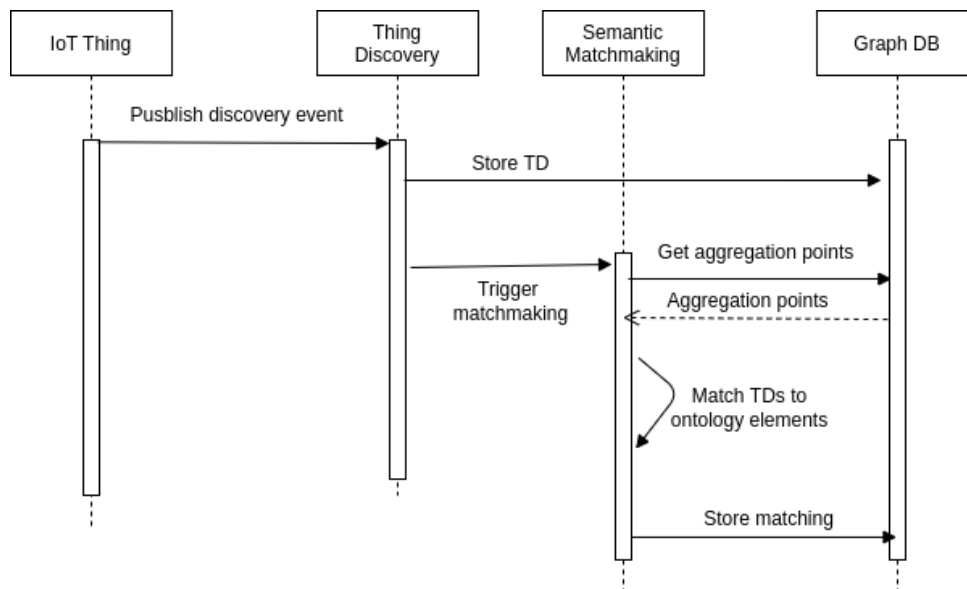 IoT Thing
Thing
Discovery
Semantic
Matchmaking
Graph DB
Pusblish discovery event
Store TD
Get aggregation points
Trigger
matchmaking
Aggregation points
Match TDs to
ontology elements
Store matching